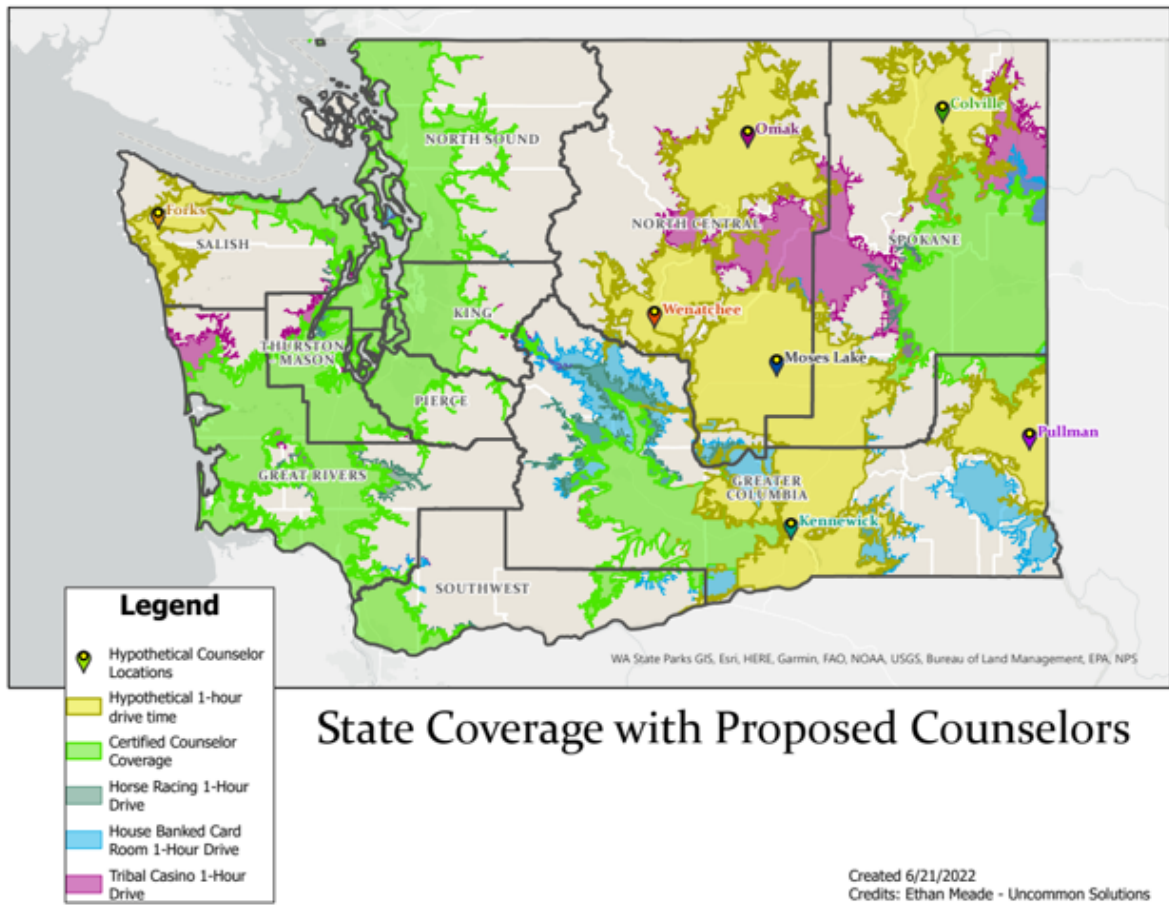 Colville
Omak
NORTH SOUND
Forks
NORTH CENTRAL
SPOKANE
SALISH
Wenatchee
KING
THURSTON
MASON
Moses Lake
PIERCE
Pullman
GREAT RIVERS
GREATER
COLUMBIA
Kennewick
SOUTHWEST
WA State Parks GIS, Esri, HERE, Garmin, FAO, NOAA, USGS, Bureau of Land Management, EPA, NPS
Legend
Hypothetical Counselor
Locations
Hypothetical 1-hour
drive time
Certified Counselor
Coverage
Horse Racing 1-Hour
Drive
House Banked Card
Room 1-Hour Drive
Tribal Casino 1-Hour
Drive
State Coverage with Proposed Counselors
Created 6/21/2022
Credits: Ethan Meade - Uncommon Solutions